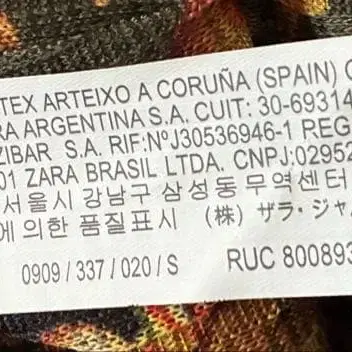 TEX ARTEIXO A CORUÑA (SPAIN)
RA ARGENTINA S.A. CUIT: 30-69314
ZIBAR S.A. RIF:NºJ30536946-1 REG
01 ZARA BRASIL LTDA. CNPJ:02952
서울시 강남구 삼성동 무역센터
에 의한 품질표시 (株) ザラ・ジャ
0909 / 337 / 020 / S RUC 800893